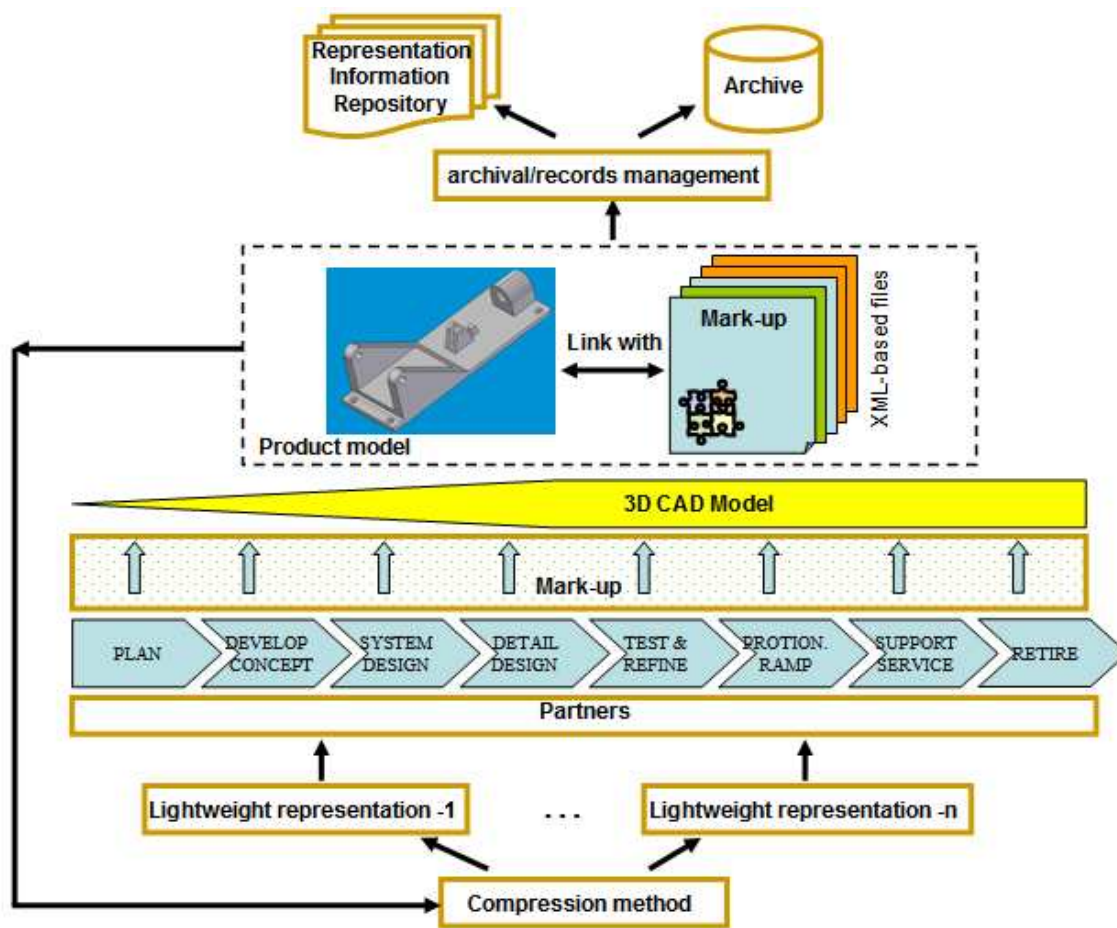 Representation
Information
Repository
Archive
archival/records management
Mark-up
Link with
XML-based files
Product model
3D CAD Model
Mark-up
PLAN
DEVELOP
CONCEPT
SYSTEM
DESIGN
DETAIL
DESIGN
TEST &
REFINE
PROTION.
RAMP
SUPPORT
SERVICE
RETIRE
Partners
Lightweight representation -1
...
Lightweight representation -n
Compression method